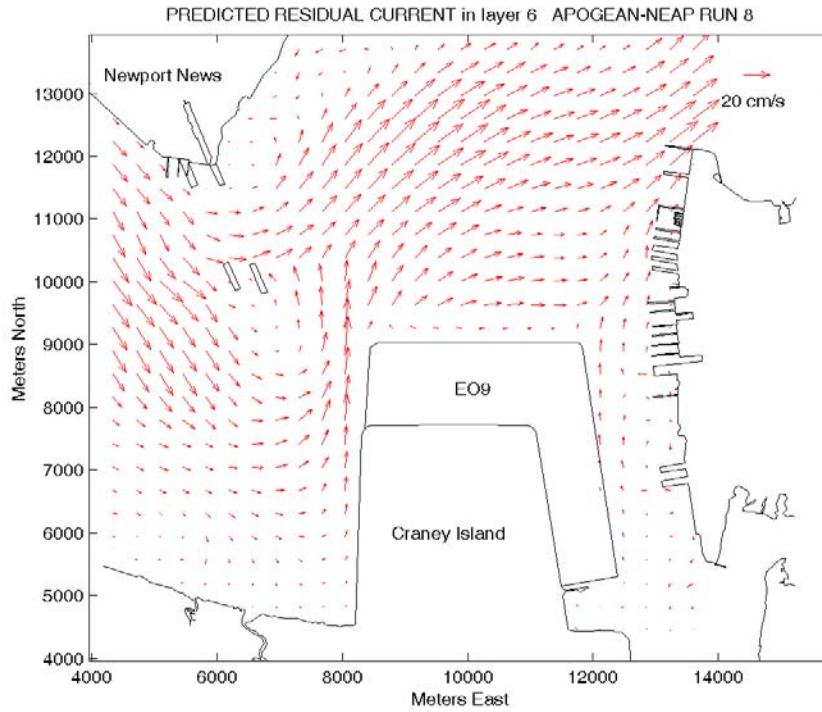 PREDICTED RESIDUAL CURRENT in layer 6 APOGEAN-NEAP RUN 8
Newport News
20 cm/s
13000
12000
11000
10000
9000
8000
7000
6000
5000
4000
Meters North
EO9
Craney Island
4000 6000 8000 10000 12000 14000
Meters East